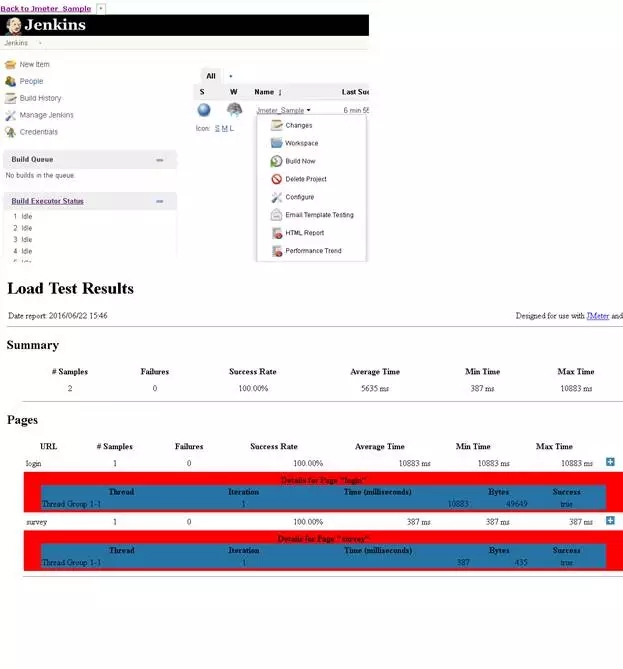 Back to Jmeter_Sample
Jenkins
Jenkins
New Item
People
Build History
Manage Jenkins
Credentials
Build Queue
No builds in the queue.
Build Executor Status
1 Idle
2 Idle
3 Idle
4 Idle
All +
S W Name ↓ Last Suc
Jmeter_Sample 6 min 55
Icon: S M L
Changes
Workspace
Build Now
Delete Project
Configure
Email Template Testing
HTML Report
Performance Trend
Load Test Results
Date report: 2016/06/22 15:46 Designed for use with JMeter and
Summary
# Samples Failures Success Rate Average Time Min Time Max Time
2 0 100.00% 5635 ms 387 ms 10883 ms
Pages
URL # Samples Failures Success Rate Average Time Min Time Max Time
login 1 0 100.00% 10883 ms 10883 ms 10883 ms
Details for Page "login"
Thread Iteration Time (milliseconds) Bytes Success
Thread Group 1-1 1 10883 49649 true
survey 1 0 100.00% 387 ms 387 ms 387 ms
Details for Page "survey"
Thread Iteration Time (milliseconds) Bytes Success
Thread Group 1-1 1 387 435 true